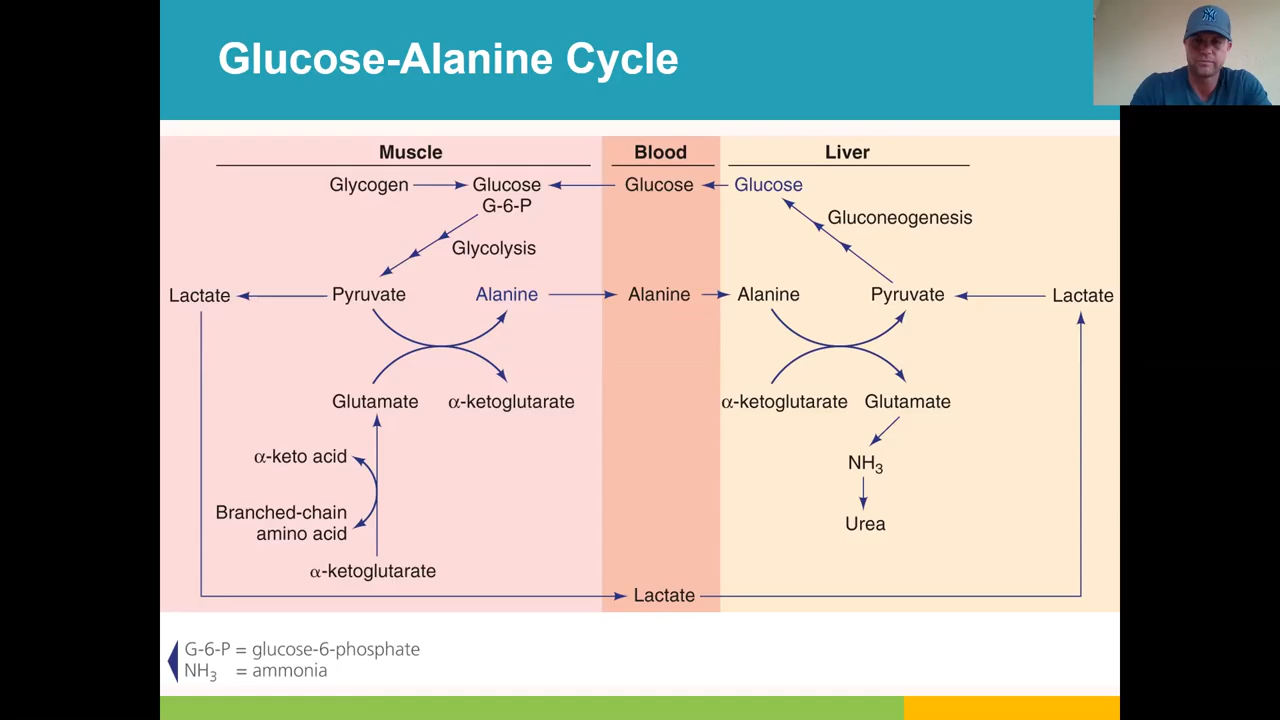 Glucose-Alanine Cycle
Muscle
Blood
Liver
Glycogen
Glucose
G-6-P
Glucose
Glucose
Glycolysis
Gluconeogenesis
Lactate
Pyruvate
Alanine
Alanine
Alanine
Pyruvate
Lactate
Glutamate
α-ketoglutarate
α-ketoglutarate
Glutamate
α-keto acid
NH₃
Branched-chain
amino acid
Urea
α-ketoglutarate
Lactate
G-6-P = glucose-6-phosphate
NH₃ = ammonia
NY